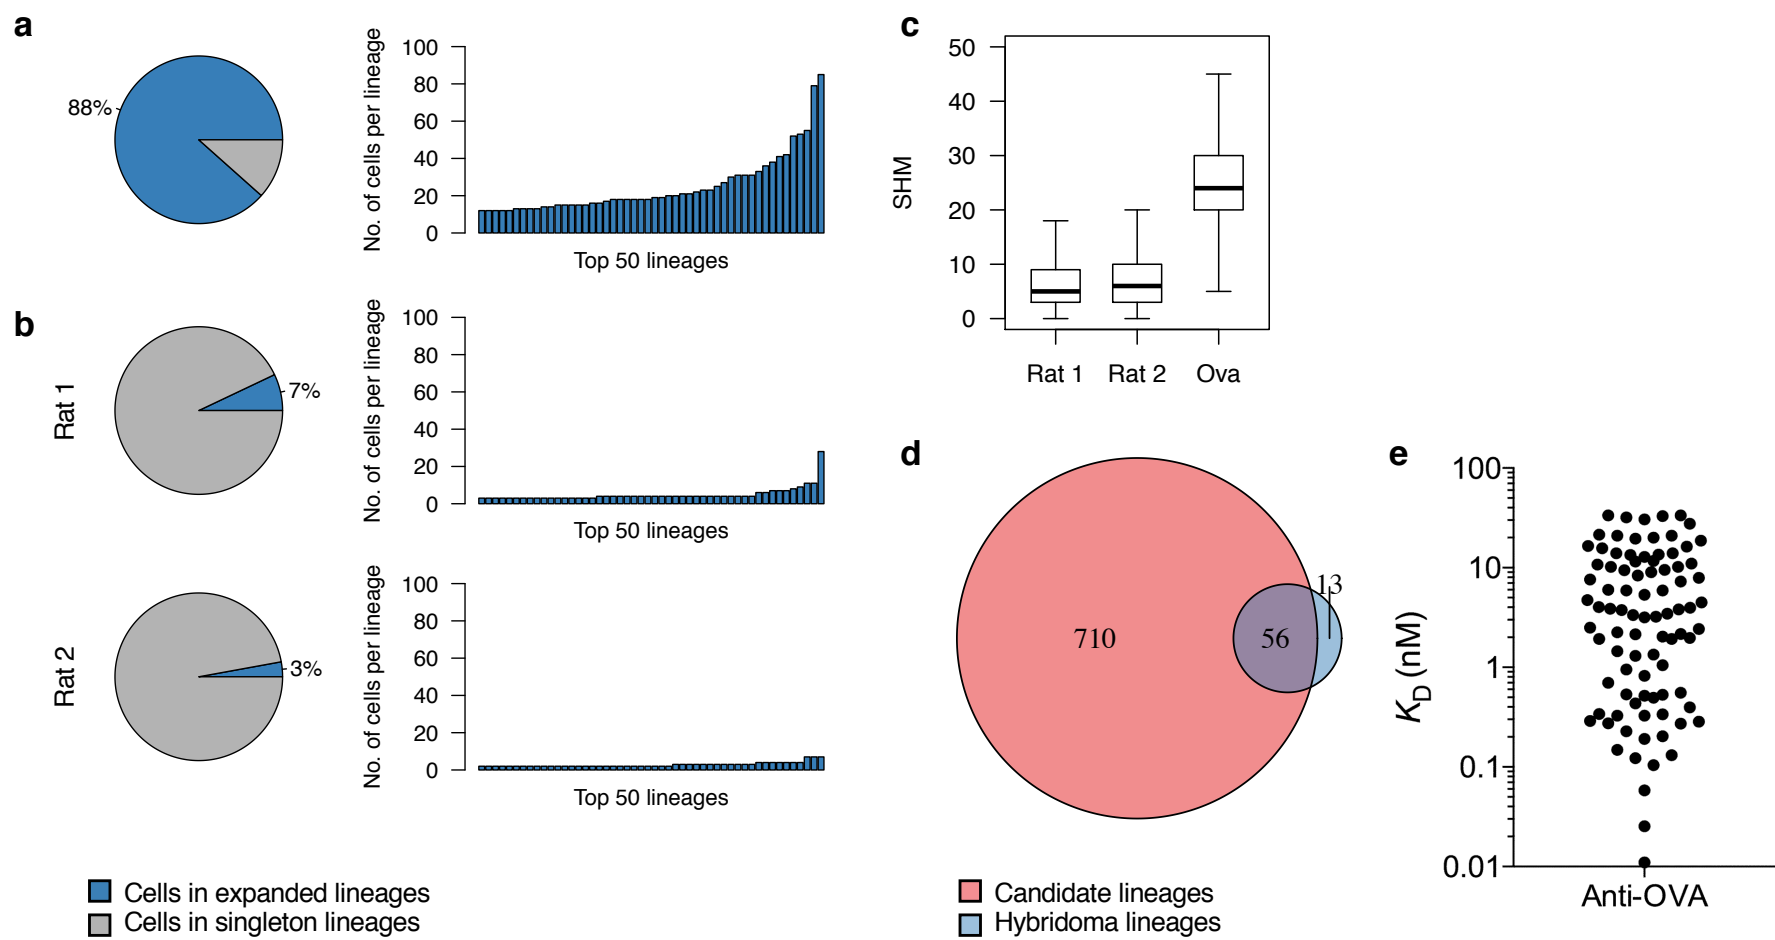 a
88%
No. of cells per lineage
100
80
60
40
20
0
Top 50 lineages
b
Rat 1
7%
No. of cells per lineage
100
80
60
40
20
0
Top 50 lineages
Rat 2
3%
No. of cells per lineage
100
80
60
40
20
0
Top 50 lineages
Cells in expanded lineages
Cells in singleton lineages
c
SHM
50
40
30
20
10
0
Rat 1 Rat 2 Ova
d
710
56
13
Candidate lineages
Hybridoma lineages
e
KD (nM)
100
10
1
0.1
0.01
Anti-OVA